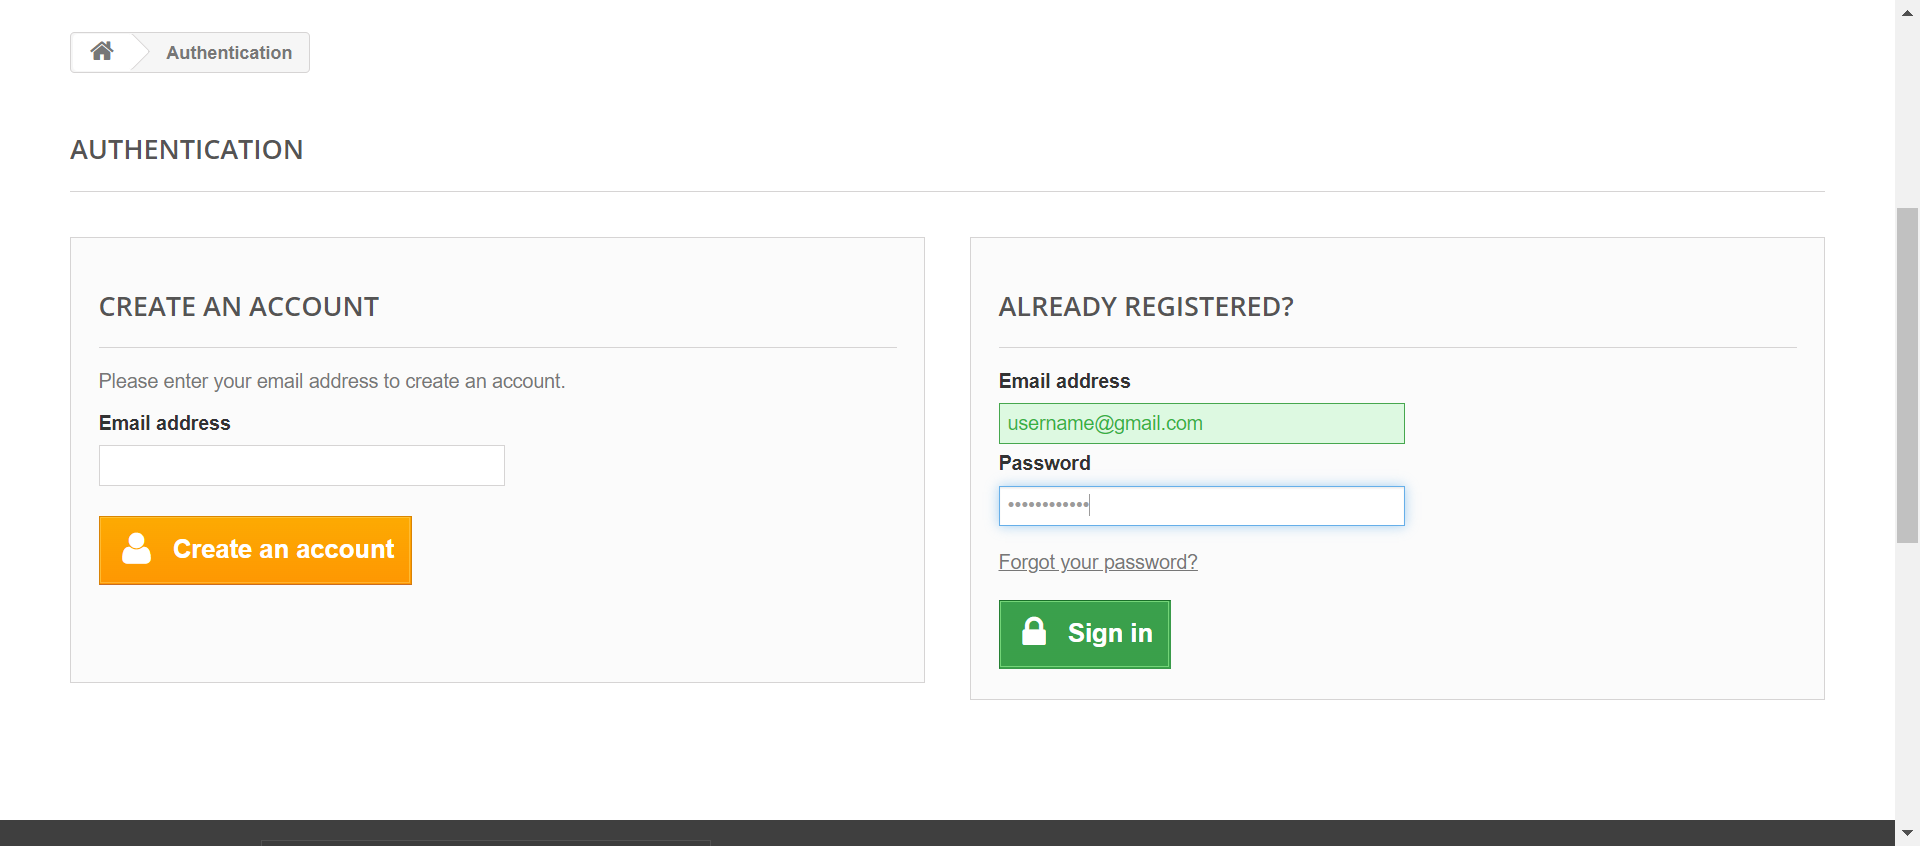 Authentication
AUTHENTICATION
CREATE AN ACCOUNT
Please enter your email address to create an account.
Email address
Create an account
ALREADY REGISTERED?
Email address
username@gmail.com
Password
••••••••••••
Forgot your password?
Sign in